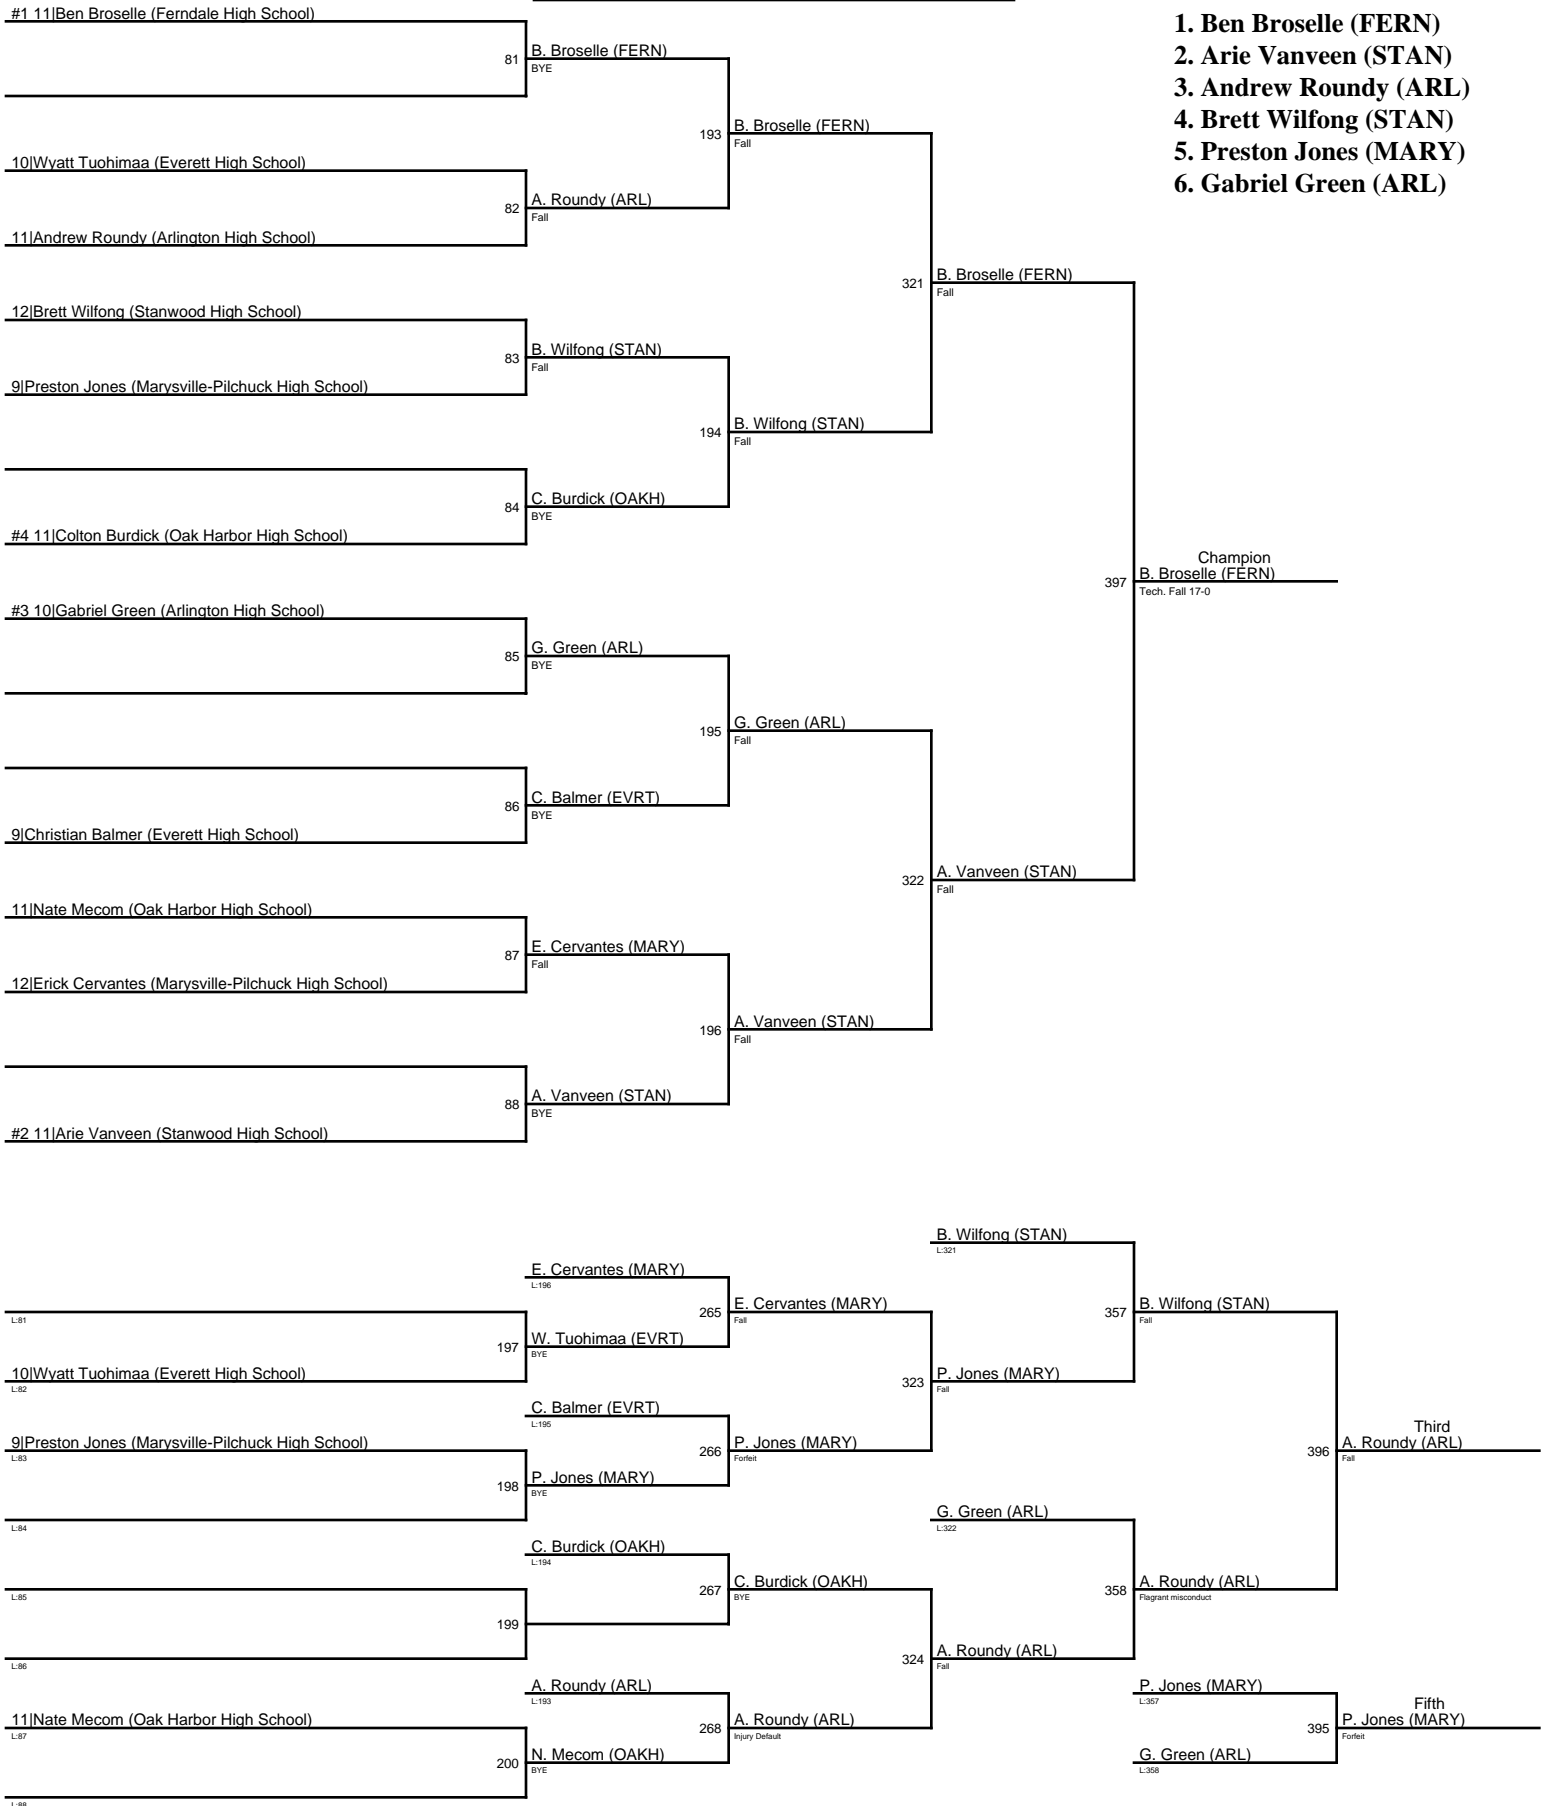 #1 11|Ben Broselle (Ferndale High School)
81
B. Broselle (FERN)
BYE
193
B. Broselle (FERN)
Fall
10|Wyatt Tuohimaa (Everett High School)
82
A. Roundy (ARL)
Fall
11|Andrew Roundy (Arlington High School)
321
B. Broselle (FERN)
Fall
12|Brett Wilfong (Stanwood High School)
83
B. Wilfong (STAN)
Fall
9|Preston Jones (Marysville-Pilchuck High School)
194
B. Wilfong (STAN)
Fall
84
C. Burdick (OAKH)
BYE
#4 11|Colton Burdick (Oak Harbor High School)
397
Champion
B. Broselle (FERN)
Tech. Fall 17-0
#3 10|Gabriel Green (Arlington High School)
85
G. Green (ARL)
BYE
195
G. Green (ARL)
Fall
86
C. Balmer (EVRT)
BYE
9|Christian Balmer (Everett High School)
322
A. Vanveen (STAN)
Fall
11|Nate Mecom (Oak Harbor High School)
87
E. Cervantes (MARY)
Fall
12|Erick Cervantes (Marysville-Pilchuck High School)
196
A. Vanveen (STAN)
Fall
88
A. Vanveen (STAN)
BYE
#2 11|Arie Vanveen (Stanwood High School)
1. Ben Broselle (FERN)
2. Arie Vanveen (STAN)
3. Andrew Roundy (ARL)
4. Brett Wilfong (STAN)
5. Preston Jones (MARY)
6. Gabriel Green (ARL)
B. Wilfong (STAN)
L:321
E. Cervantes (MARY)
L:196
265
E. Cervantes (MARY)
Fall
357
B. Wilfong (STAN)
Fall
L:81
197
W. Tuohimaa (EVRT)
BYE
10|Wyatt Tuohimaa (Everett High School)
L:82
323
P. Jones (MARY)
Fall
C. Balmer (EVRT)
L:195
9|Preston Jones (Marysville-Pilchuck High School)
L:83
266
P. Jones (MARY)
Forfeit
396
Third
A. Roundy (ARL)
Fall
198
P. Jones (MARY)
BYE
L:84
G. Green (ARL)
L:322
C. Burdick (OAKH)
L:194
L:85
267
C. Burdick (OAKH)
BYE
358
A. Roundy (ARL)
Flagrant misconduct
199
L:86
324
A. Roundy (ARL)
Fall
A. Roundy (ARL)
L:193
P. Jones (MARY)
L:357
11|Nate Mecom (Oak Harbor High School)
L:87
268
A. Roundy (ARL)
Injury Default
395
Fifth
P. Jones (MARY)
Forfeit
200
N. Mecom (OAKH)
BYE
G. Green (ARL)
L:358
L:88